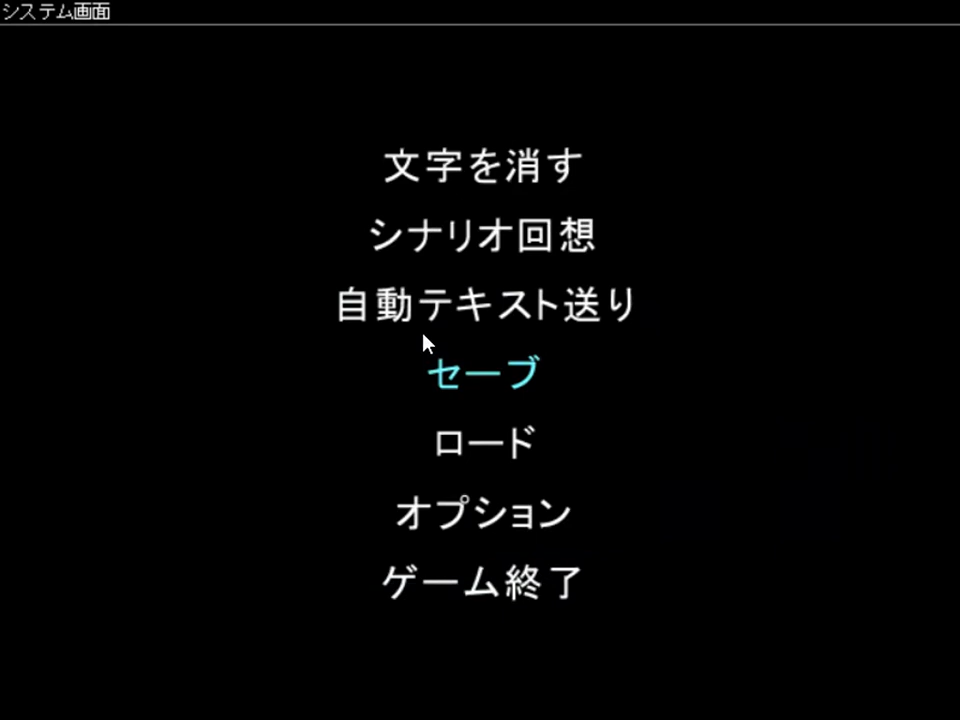 システム画面
文字を消す
シナリオ回想
自動テキスト送り
セーブ
ロード
オプション
ゲーム終了